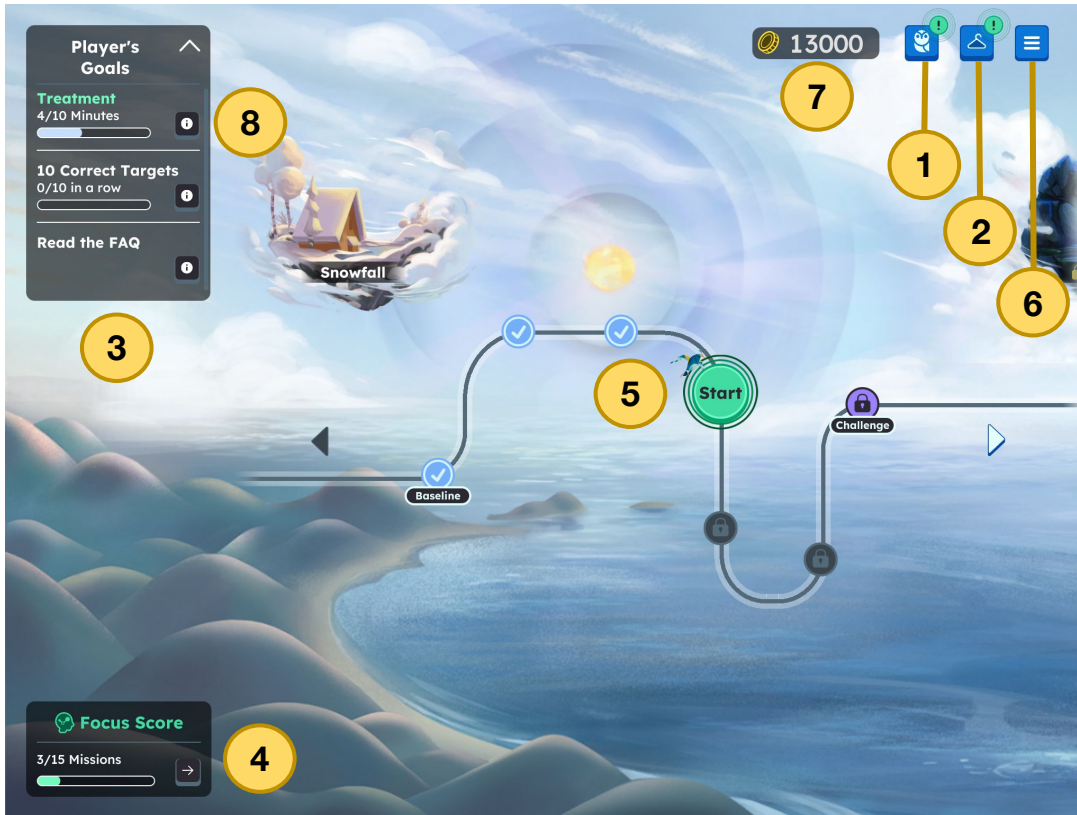 Player's
Goals
Treatment
4/10 Minutes
10 Correct Targets
0/10 in a row
Read the FAQ
8
3
13000
7
!
!
1
2
6
Snowfall
5
Start
Challenge
Baseline
Focus Score
3/15 Missions
4